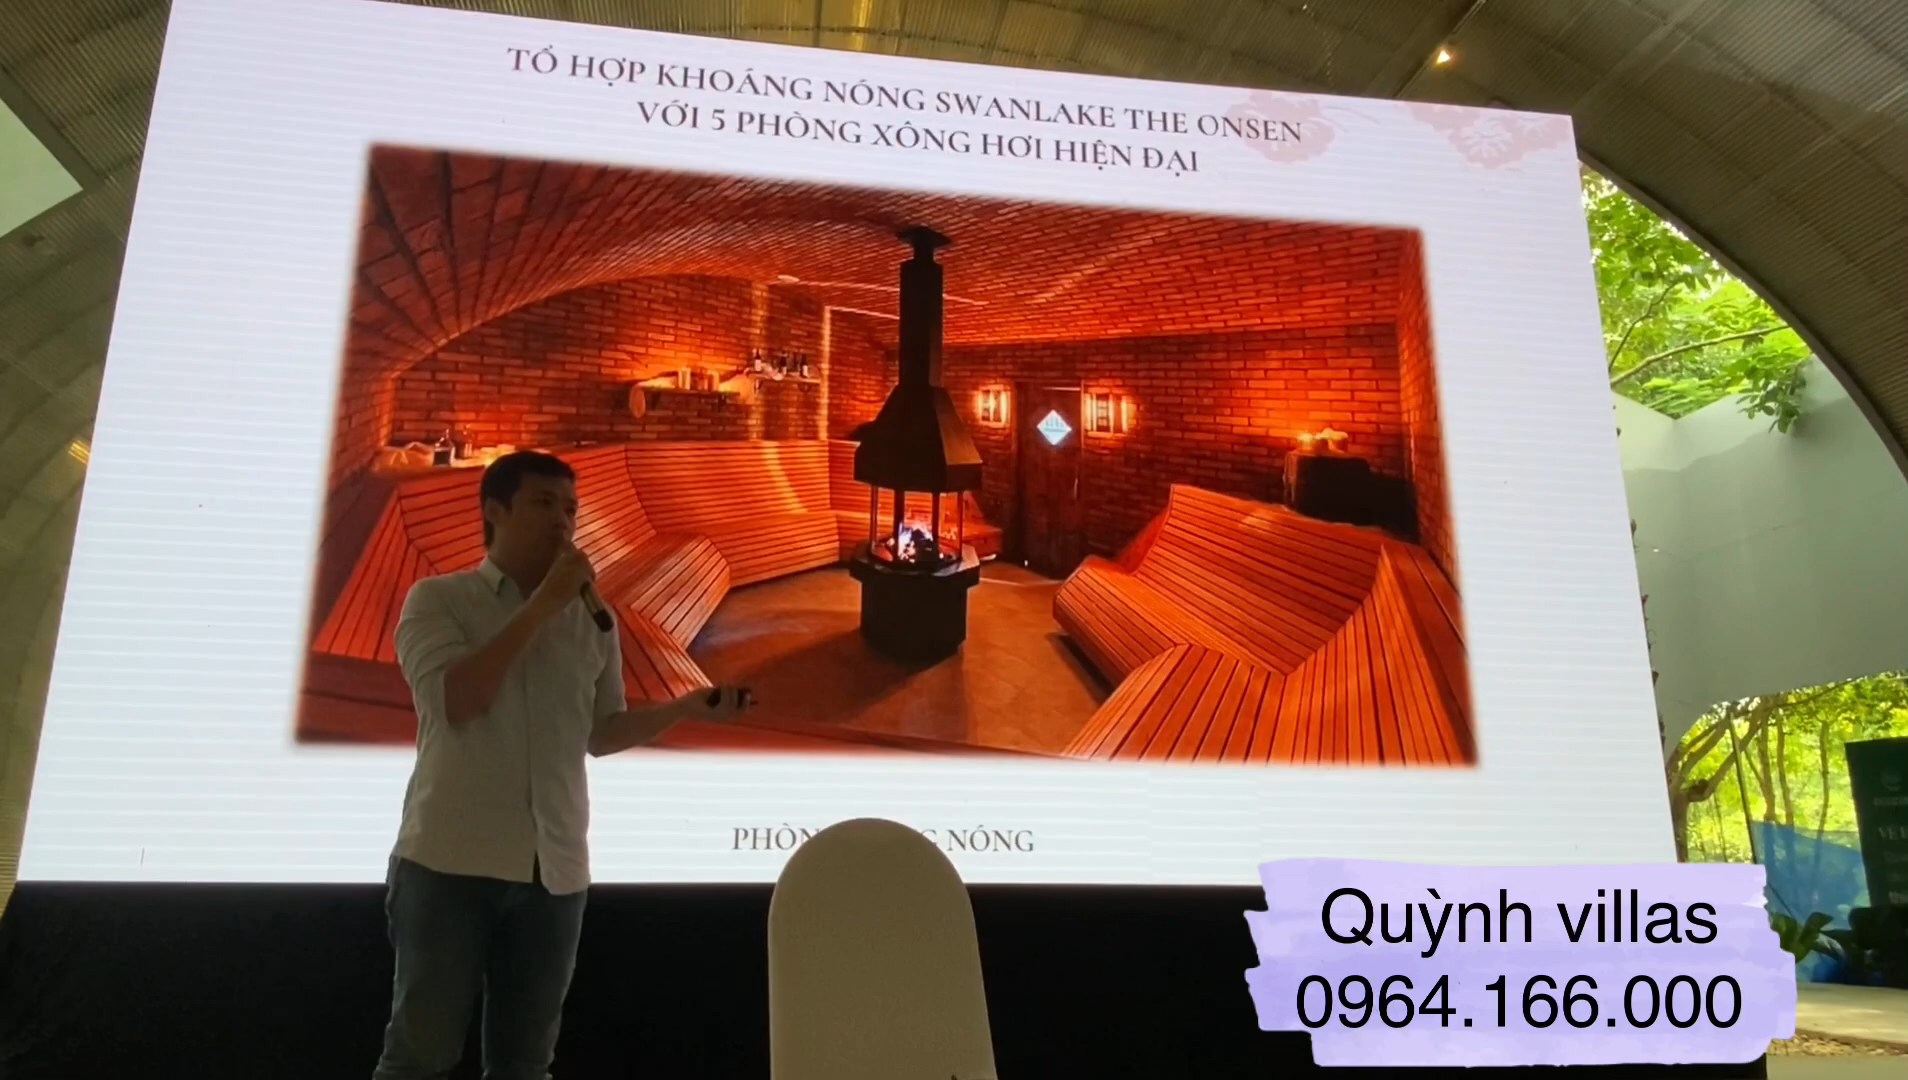 TỔ HỢP KHOÁNG NÓNG SWANLAKE THE ONSEN
VỚI 5 PHÒNG XÔNG HƠI HIỆN ĐẠI
NÓNG
Quỳnh villas
0964.166.000